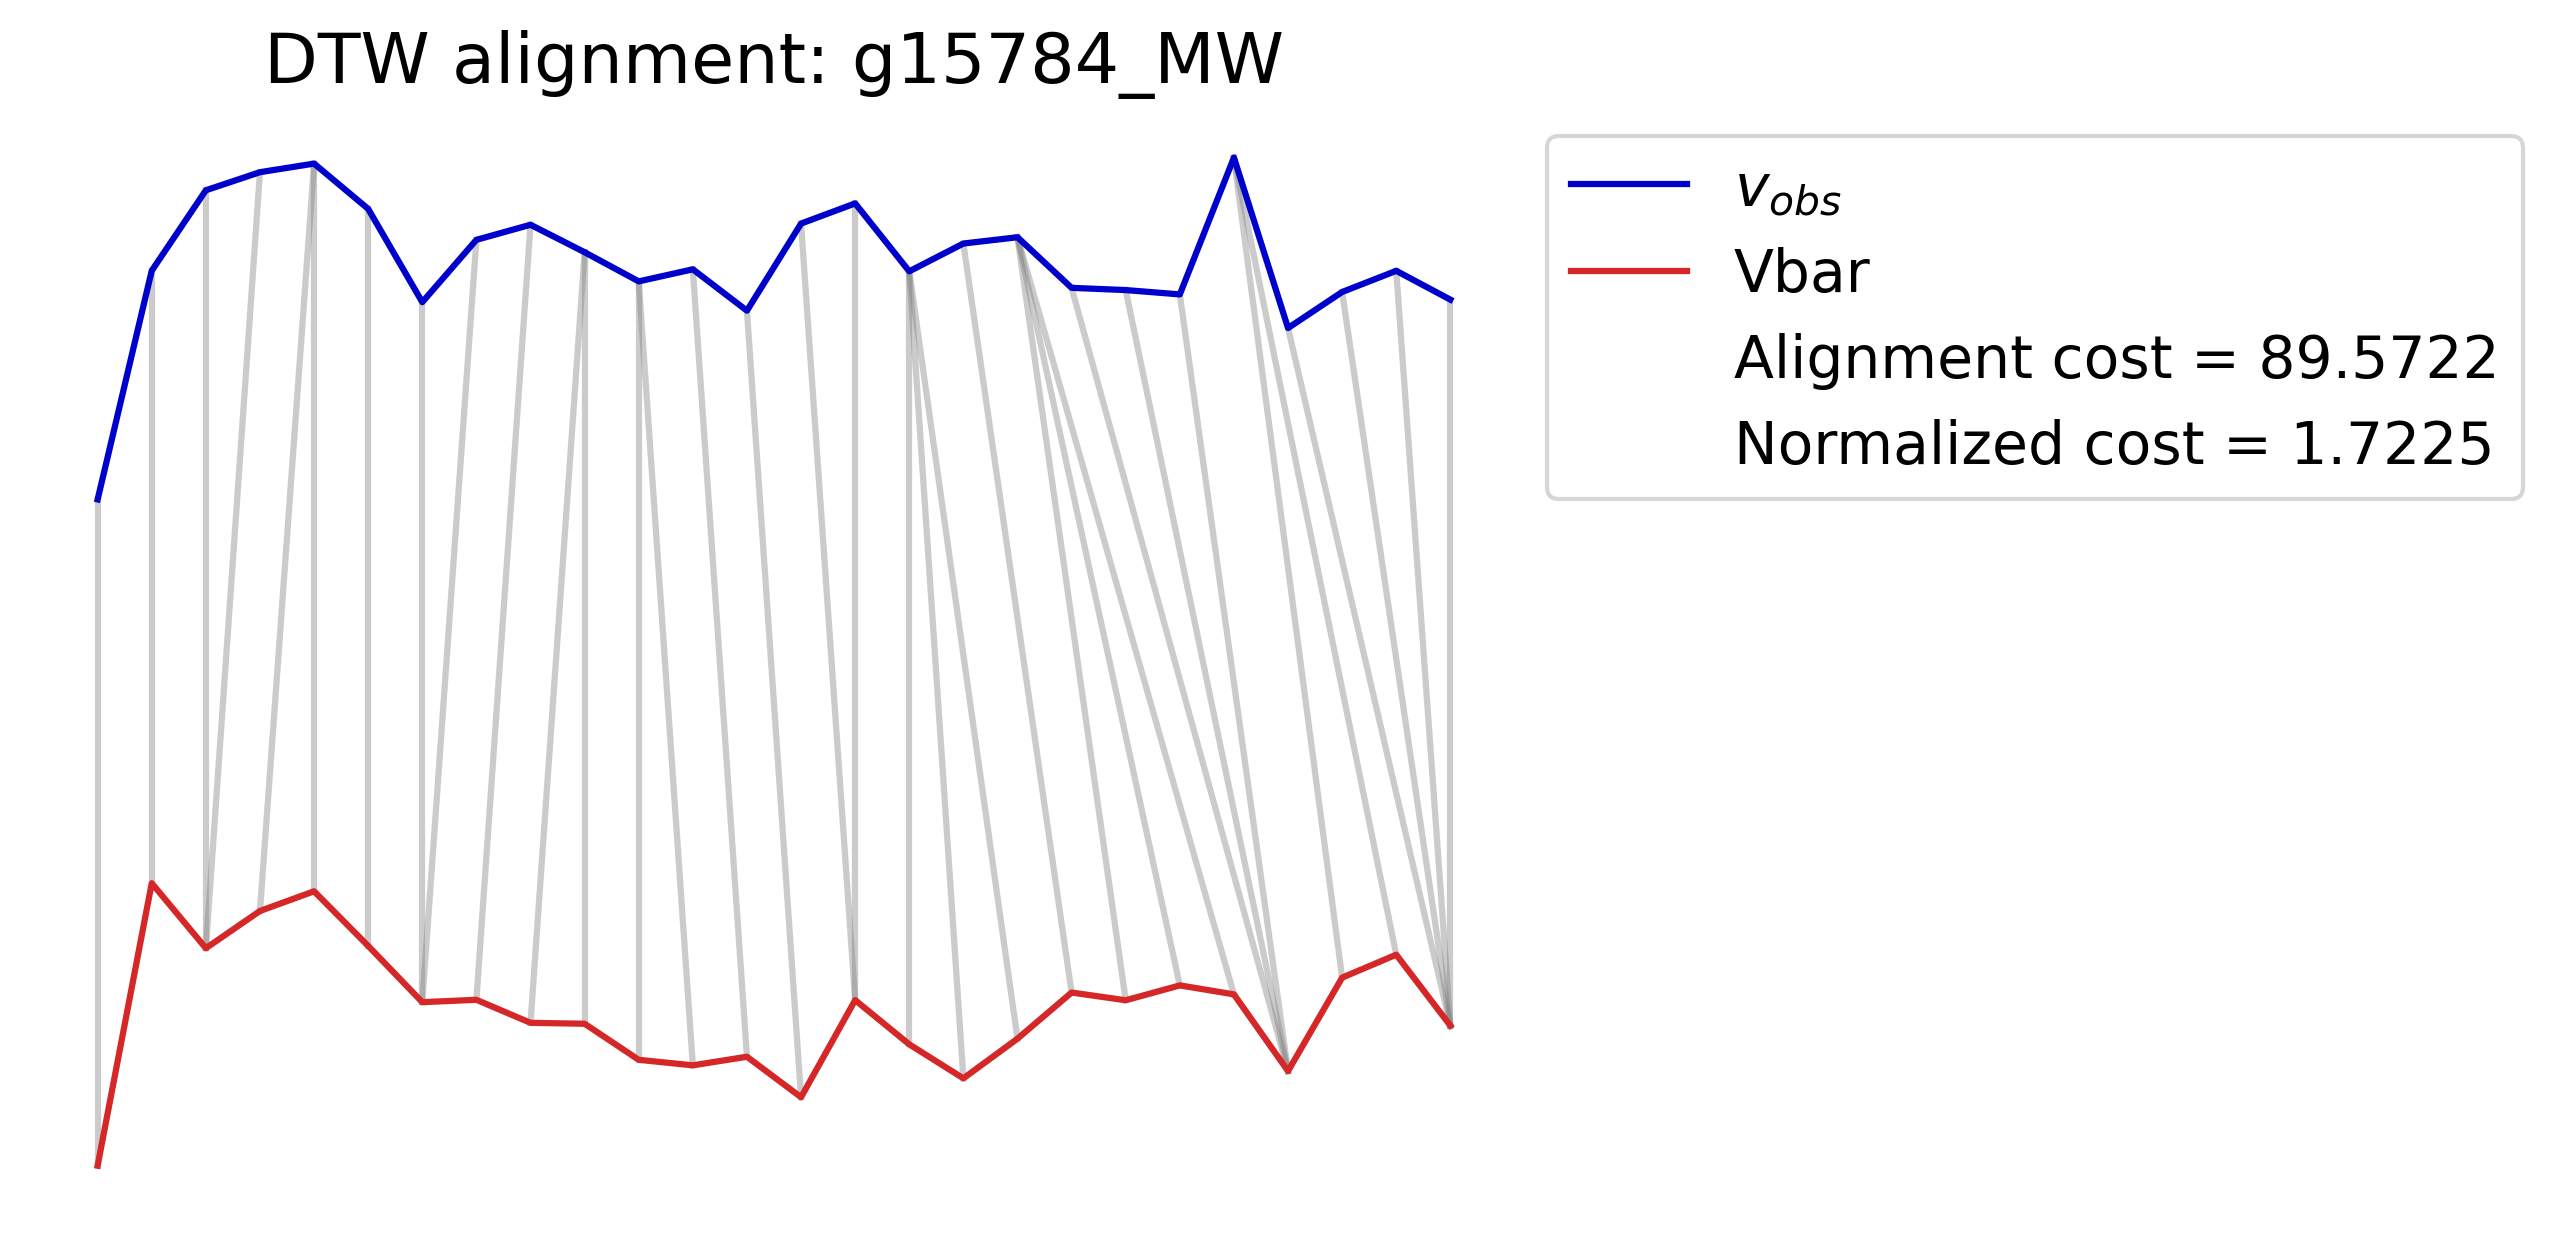 DTW alignment: g15784_MW
v_obs
Vbar
Alignment cost = 89.5722
Normalized cost = 1.7225